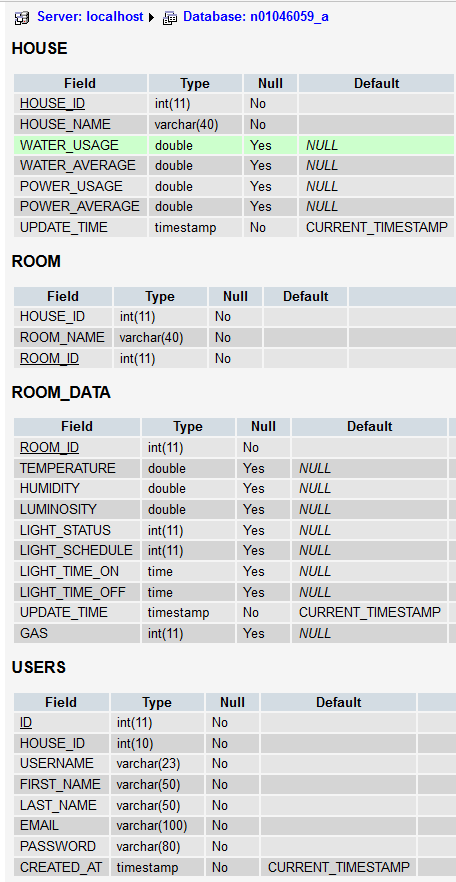 Server: localhost Database: n01046059_a
HOUSE
Field Type Null Default
HOUSE_ID int(11) No
HOUSE_NAME varchar(40) No
WATER_USAGE double Yes NULL
WATER_AVERAGE double Yes NULL
POWER_USAGE double Yes NULL
POWER_AVERAGE double Yes NULL
UPDATE_TIME timestamp No CURRENT_TIMESTAMP
ROOM
Field Type Null Default
HOUSE_ID int(11) No
ROOM_NAME varchar(40) No
ROOM_ID int(11) No
ROOM_DATA
Field Type Null Default
ROOM_ID int(11) No
TEMPERATURE double Yes NULL
HUMIDITY double Yes NULL
LUMINOSITY double Yes NULL
LIGHT_STATUS int(11) Yes NULL
LIGHT_SCHEDULE int(11) Yes NULL
LIGHT_TIME_ON time Yes NULL
LIGHT_TIME_OFF time Yes NULL
UPDATE_TIME timestamp No CURRENT_TIMESTAMP
GAS int(11) Yes NULL
USERS
Field Type Null Default
ID int(11) No
HOUSE_ID int(10) No
USERNAME varchar(23) No
FIRST_NAME varchar(50) No
LAST_NAME varchar(50) No
EMAIL varchar(100) No
PASSWORD varchar(80) No
CREATED_AT timestamp No CURRENT_TIMESTAMP